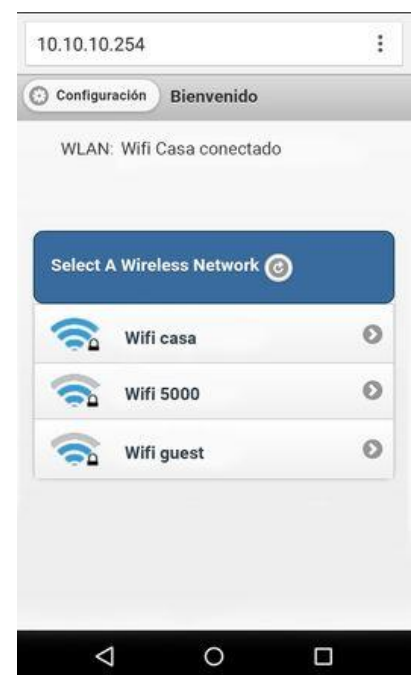 10.10.10.254
Configuración Bienvenido
WLAN: Wifi Casa conectado
Select A Wireless Network
Wifi casa
Wifi 5000
Wifi guest